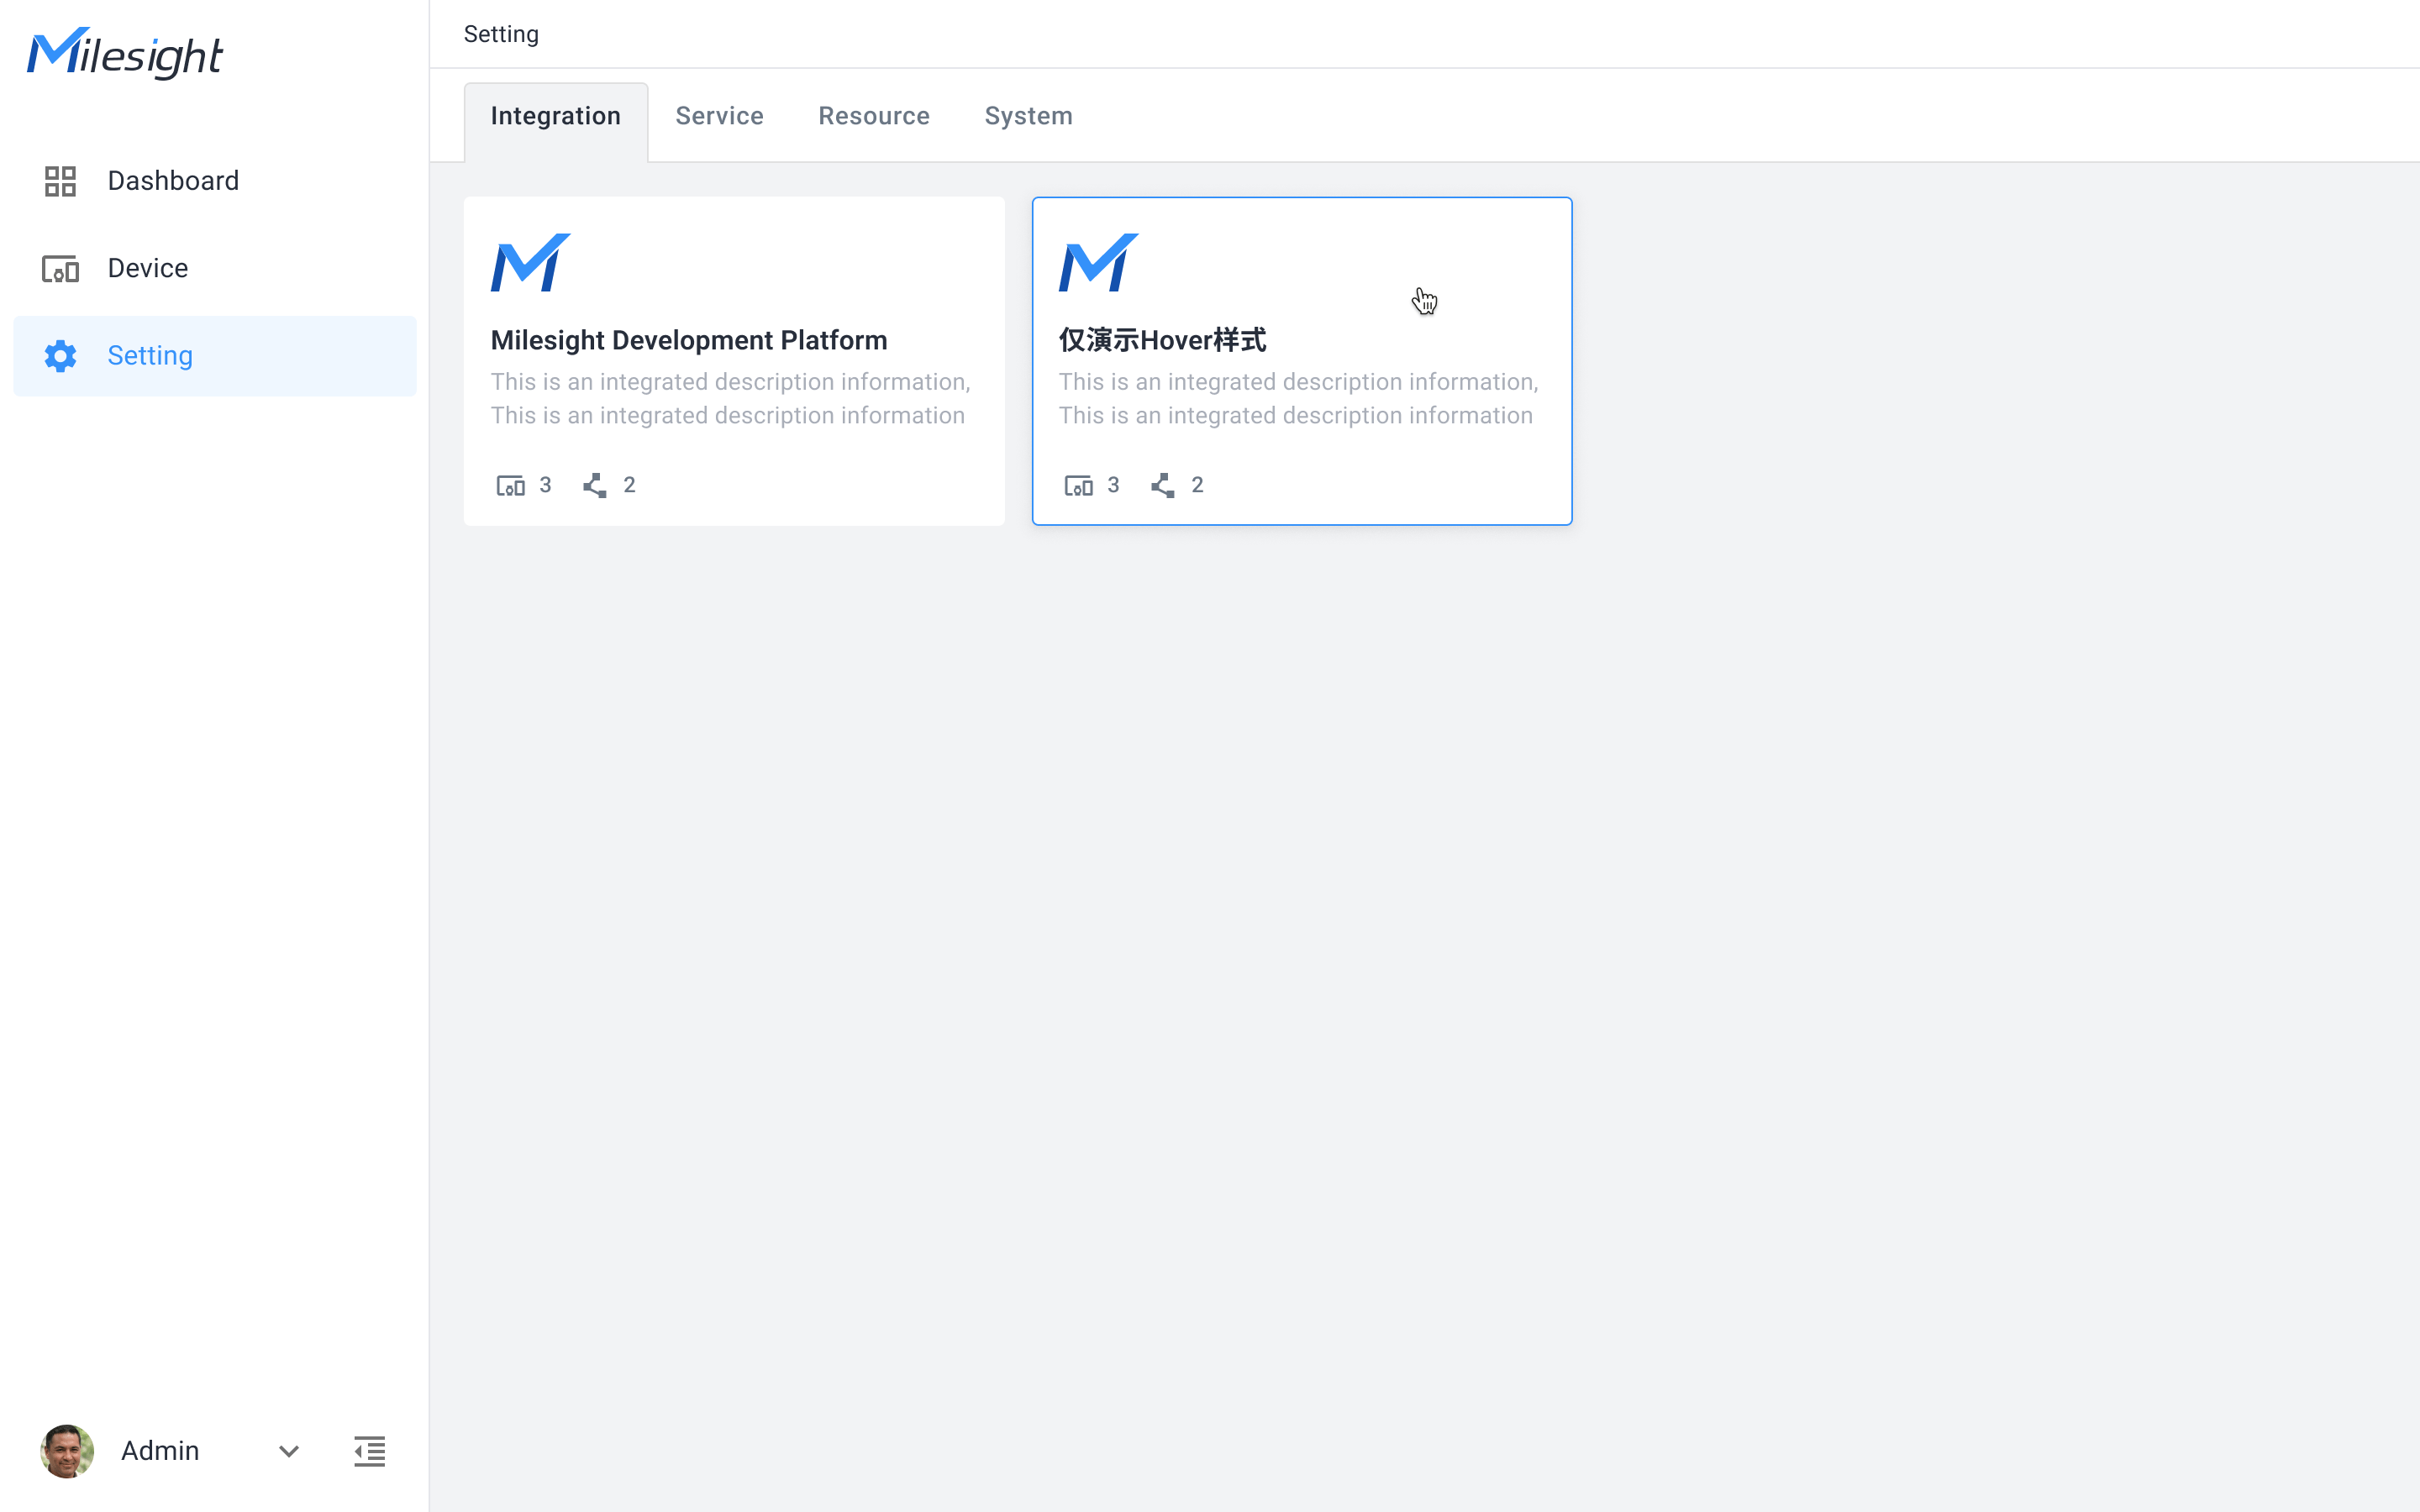 Milesight
Setting
Dashboard
Device
Setting
Integration
Service
Resource
System
Milesight Development Platform
This is an integrated description information,
This is an integrated description information
3
2
仅演示Hover样式
This is an integrated description information,
This is an integrated description information
3
2
Admin